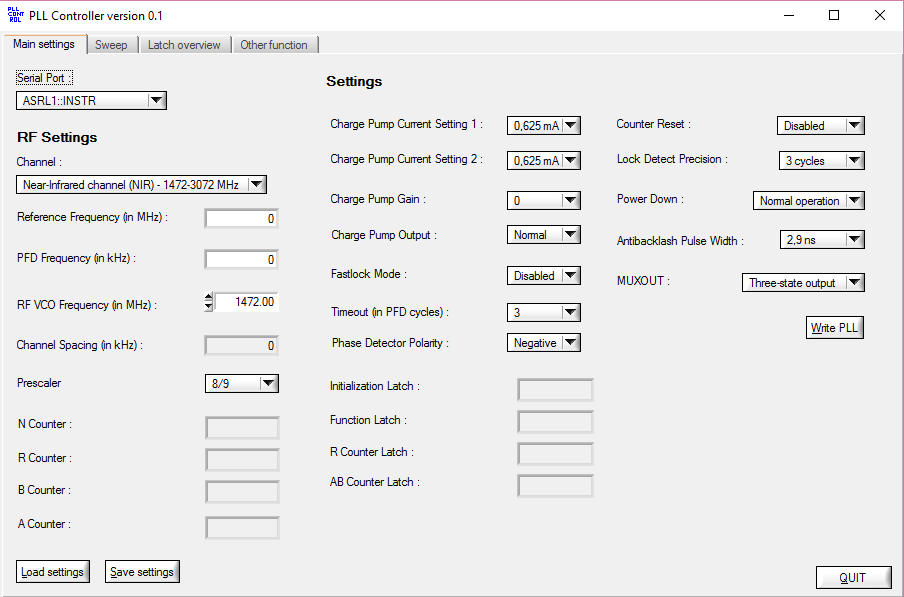 PLL CONT ROL PLL Controller version 0.1
Main settings Sweep Latch overview Other function
Serial Port :
ASRL1::INSTR
RF Settings
Channel :
Near-Infrared channel (NIR) - 1472-3072 MHz
Reference Frequency (in MHz) : 0
PFD Frequency (in kHz) : 0
RF VCO Frequency (in MHz) : 1472.00
Channel Spacing (in kHz) : 0
Prescaler 8/9
N Counter :
R Counter :
B Counter :
A Counter :
Load settings Save settings
Settings
Charge Pump Current Setting 1 : 0,625 mA
Charge Pump Current Setting 2 : 0,625 mA
Charge Pump Gain : 0
Charge Pump Output : Normal
Fastlock Mode : Disabled
Timeout (in PFD cycles) : 3
Phase Detector Polarity : Negative
Initialization Latch :
Function Latch :
R Counter Latch :
AB Counter Latch :
Counter Reset : Disabled
Lock Detect Precision : 3 cycles
Power Down : Normal operation
Antibacklash Pulse Width : 2,9 ns
MUXOUT : Three-state output
Write PLL
QUIT